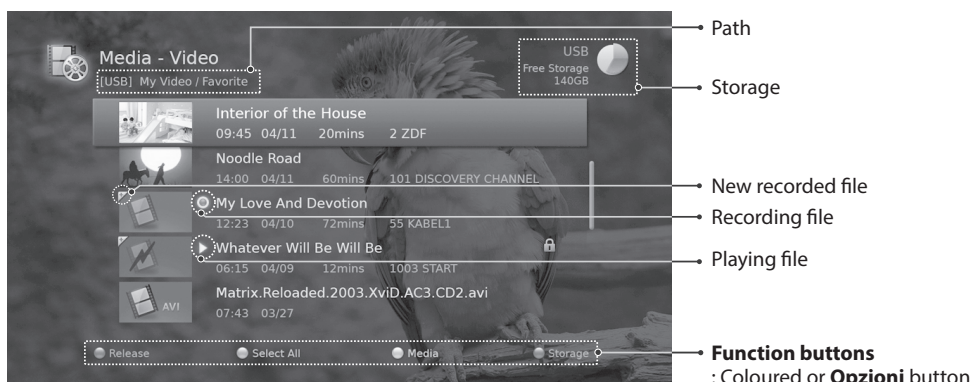 Path
Media - Video
USB
[USB] My Video / Favorite
Free Storage
140GB
Storage
Interior of the House
09:45 04/11 20mins 2 ZDF
Noodle Road
14:00 04/11 60mins 101 DISCOVERY CHANNEL
New recorded file
My Love And Devotion
Recording file
12:23 04/10 72mins 55 KABEL1
Whatever Will Be Will Be
Playing file
06:15 04/09 12mins 1003 START
Matrix.Reloaded.2003.XviD.AC3.CD2.avi
AVI
07:43 03/27
Release Select All Media Storage
Function buttons
: Coloured or Opzioni button